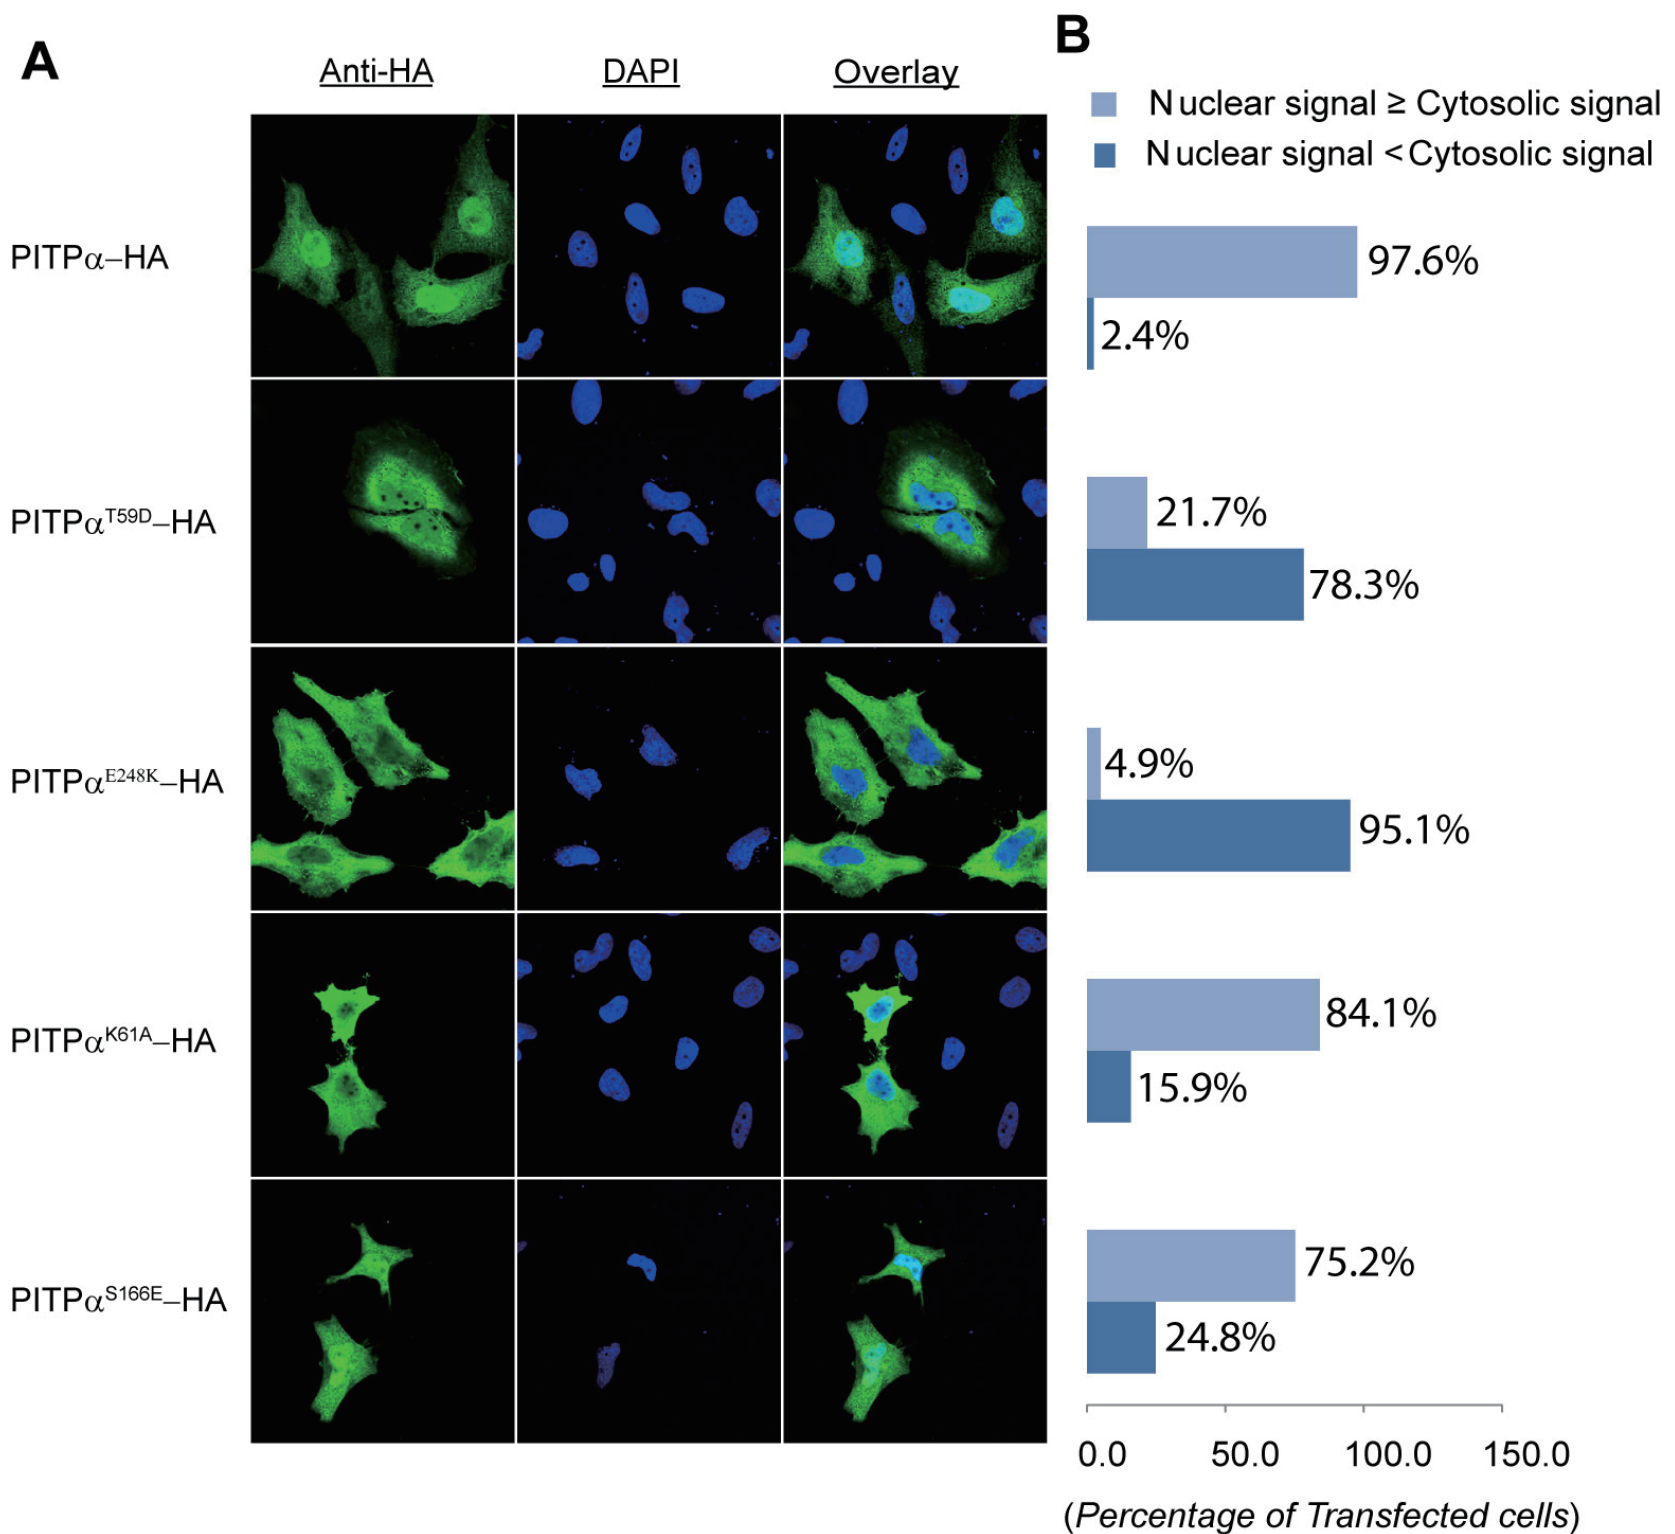 A
Anti-HA
DAPI
Overlay
B
Nuclear signal ≥ Cytosolic signal
Nuclear signal < Cytosolic signal
PITPα–HA
97.6%
2.4%
PITPαT59D–HA
21.7%
78.3%
PITPαE248K–HA
4.9%
95.1%
PITPαK61A–HA
84.1%
15.9%
PITPαS166E–HA
75.2%
24.8%
0.0 50.0 100.0 150.0
(Percentage of Transfected cells)